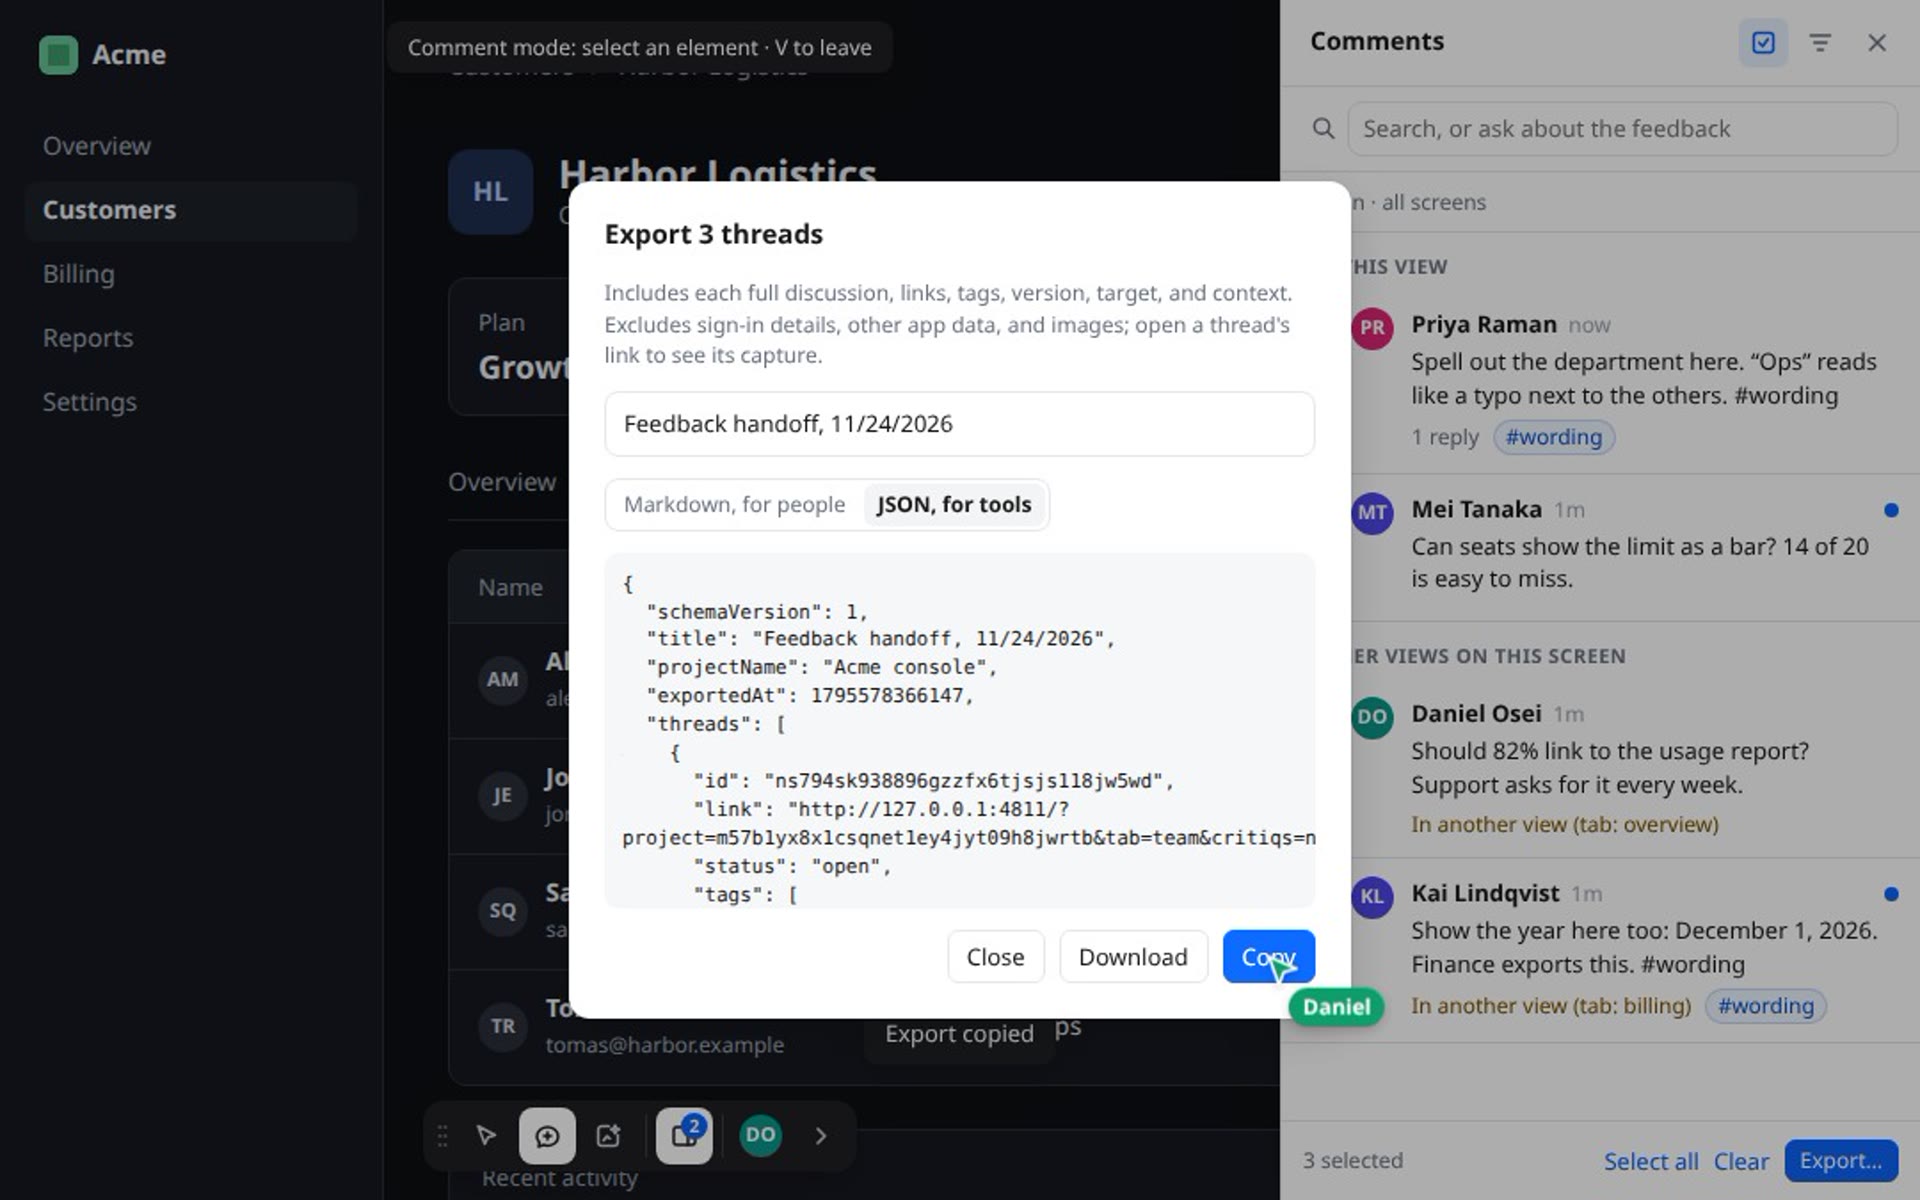 Acme
Overview
Customers
Billing
Reports
Settings
Comment mode: select an element · V to leave
HL
Harbor Logistics
Plan
Growt
Overview
Name
AM
Al
ale
JE
Jo
jor
SQ
Sa
sa
TR
To
tomas@harbor.example
ps
Export copied
2
DO
Recent activity
Export 3 threads
Includes each full discussion, links, tags, version, target, and context.
Excludes sign-in details, other app data, and images; open a thread's
link to see its capture.
Feedback handoff, 11/24/2026
Markdown, for people
JSON, for tools
{
"schemaVersion": 1,
"title": "Feedback handoff, 11/24/2026",
"projectName": "Acme console",
"exportedAt": 1795578366147,
"threads": [
{
"id": "ns794sk938896gzzfx6tjsjs118jw5wd",
"link": "http://127.0.0.1:4811/?
project=m57b1yx8x1csqnet1ey4jyt09h8jwrtb&tab=team&critiqs=n
"status": "open",
"tags": [
Close
Download
Copy
Daniel
Comments
Search, or ask about the feedback
n · all screens
THIS VIEW
PR
Priya Raman now
Spell out the department here. “Ops” reads
like a typo next to the others. #wording
1 reply #wording
MT
Mei Tanaka 1m
Can seats show the limit as a bar? 14 of 20
is easy to miss.
ER VIEWS ON THIS SCREEN
DO
Daniel Osei 1m
Should 82% link to the usage report?
Support asks for it every week.
In another view (tab: overview)
KL
Kai Lindqvist 1m
Show the year here too: December 1, 2026.
Finance exports this. #wording
In another view (tab: billing) #wording
3 selected
Select all
Clear
Export...